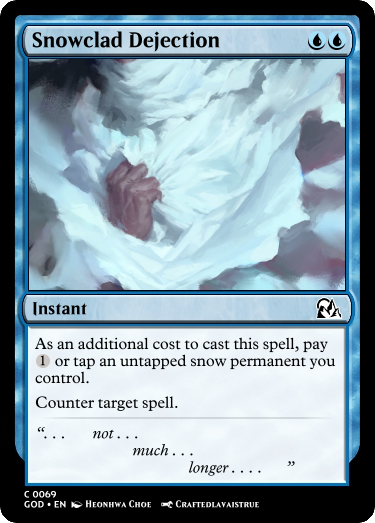 Snowclad Dejection
Instant
As an additional cost to cast this spell, pay
1 or tap an untapped snow permanent you
control.
Counter target spell.
“. . . not . . .
much . . .
longer . . . . ”
C 0069
GOD • EN Heonhwa Choe Craftedlavaistrue